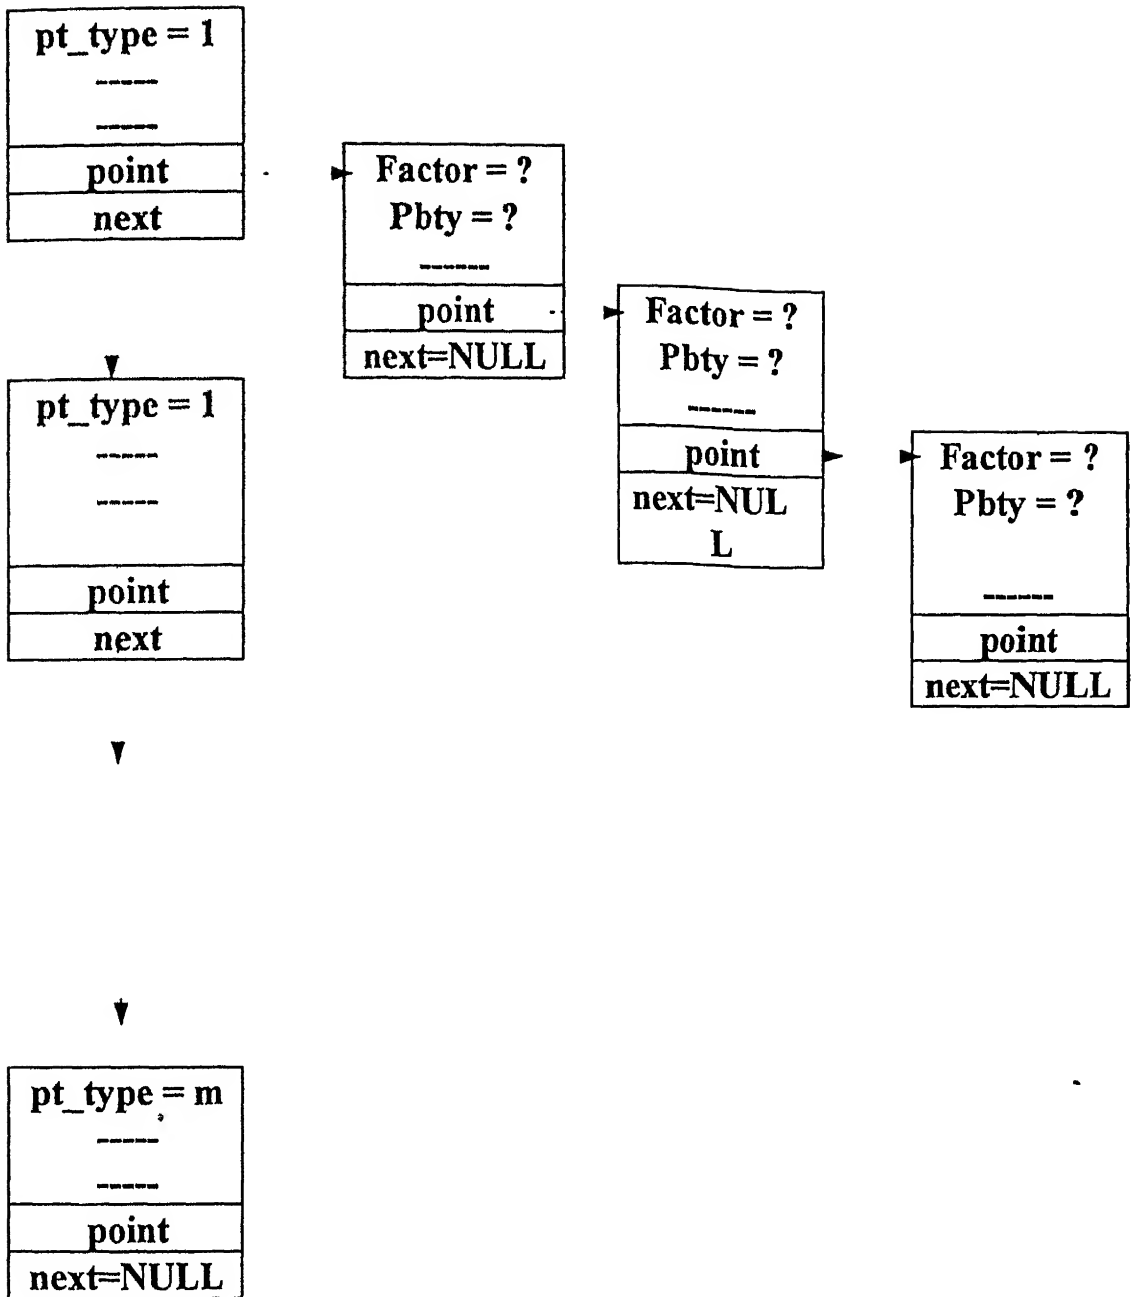 pt_type = 1
-----
-----
point
next
Factor = ?
Pbty = ?
------
point
next=NULL
Factor = ?
Pbty = ?
------
point
next=NUL
L
Factor = ?
Pbty = ?
------
point
next=NULL
pt_type = 1
-----
-----
point
next
pt_type = m
-----
-----
point
next=NULL